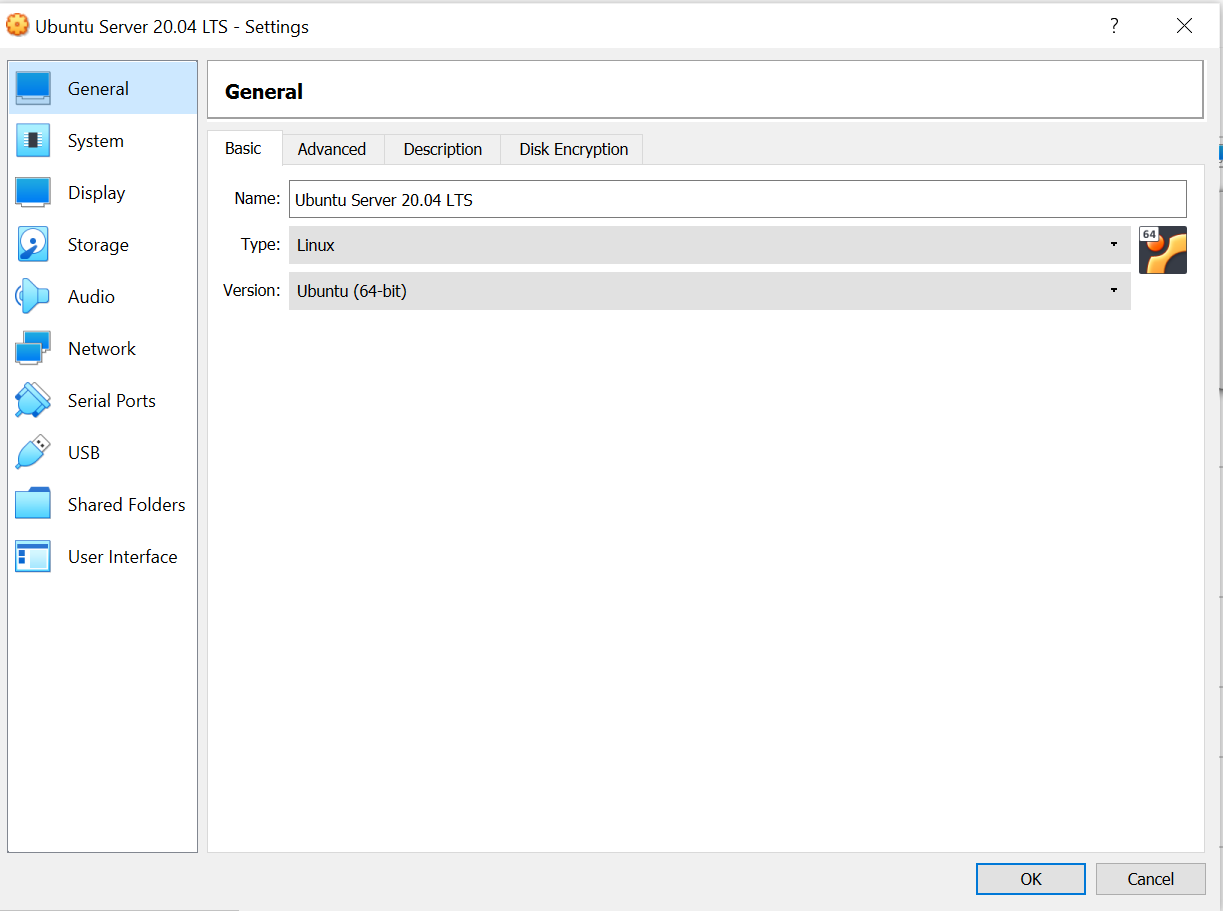 Ubuntu Server 20.04 LTS - Settings
?
General
System
Display
Storage
Audio
Network
Serial Ports
USB
Shared Folders
User Interface
General
Basic
Advanced
Description
Disk Encryption
Name: Ubuntu Server 20.04 LTS
Type: Linux
64
Version: Ubuntu (64-bit)
OK
Cancel